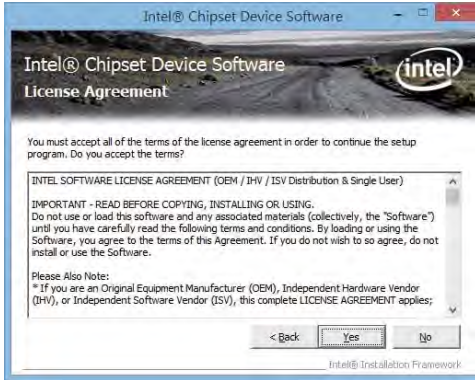 Intel® Chipset Device Software
Intel® Chipset Device Software
intel
License Agreement
You must accept all of the terms of the license agreement in order to continue the setup
program. Do you accept the terms?
INTEL SOFTWARE LICENSE AGREEMENT (OEM / IHV / ISV Distribution & Single User)
IMPORTANT - READ BEFORE COPYING, INSTALLING OR USING.
Do not use or load this software and any associated materials (collectively, the "Software")
until you have carefully read the following terms and conditions. By loading or using the
Software, you agree to the terms of this Agreement. If you do not wish to so agree, do not
install or use the Software.
Please Also Note:
* If you are an Original Equipment Manufacturer (OEM), Independent Hardware Vendor
(IHV), or Independent Software Vendor (ISV), this complete LICENSE AGREEMENT applies;
< Back Yes No
Intel® Installation Framework